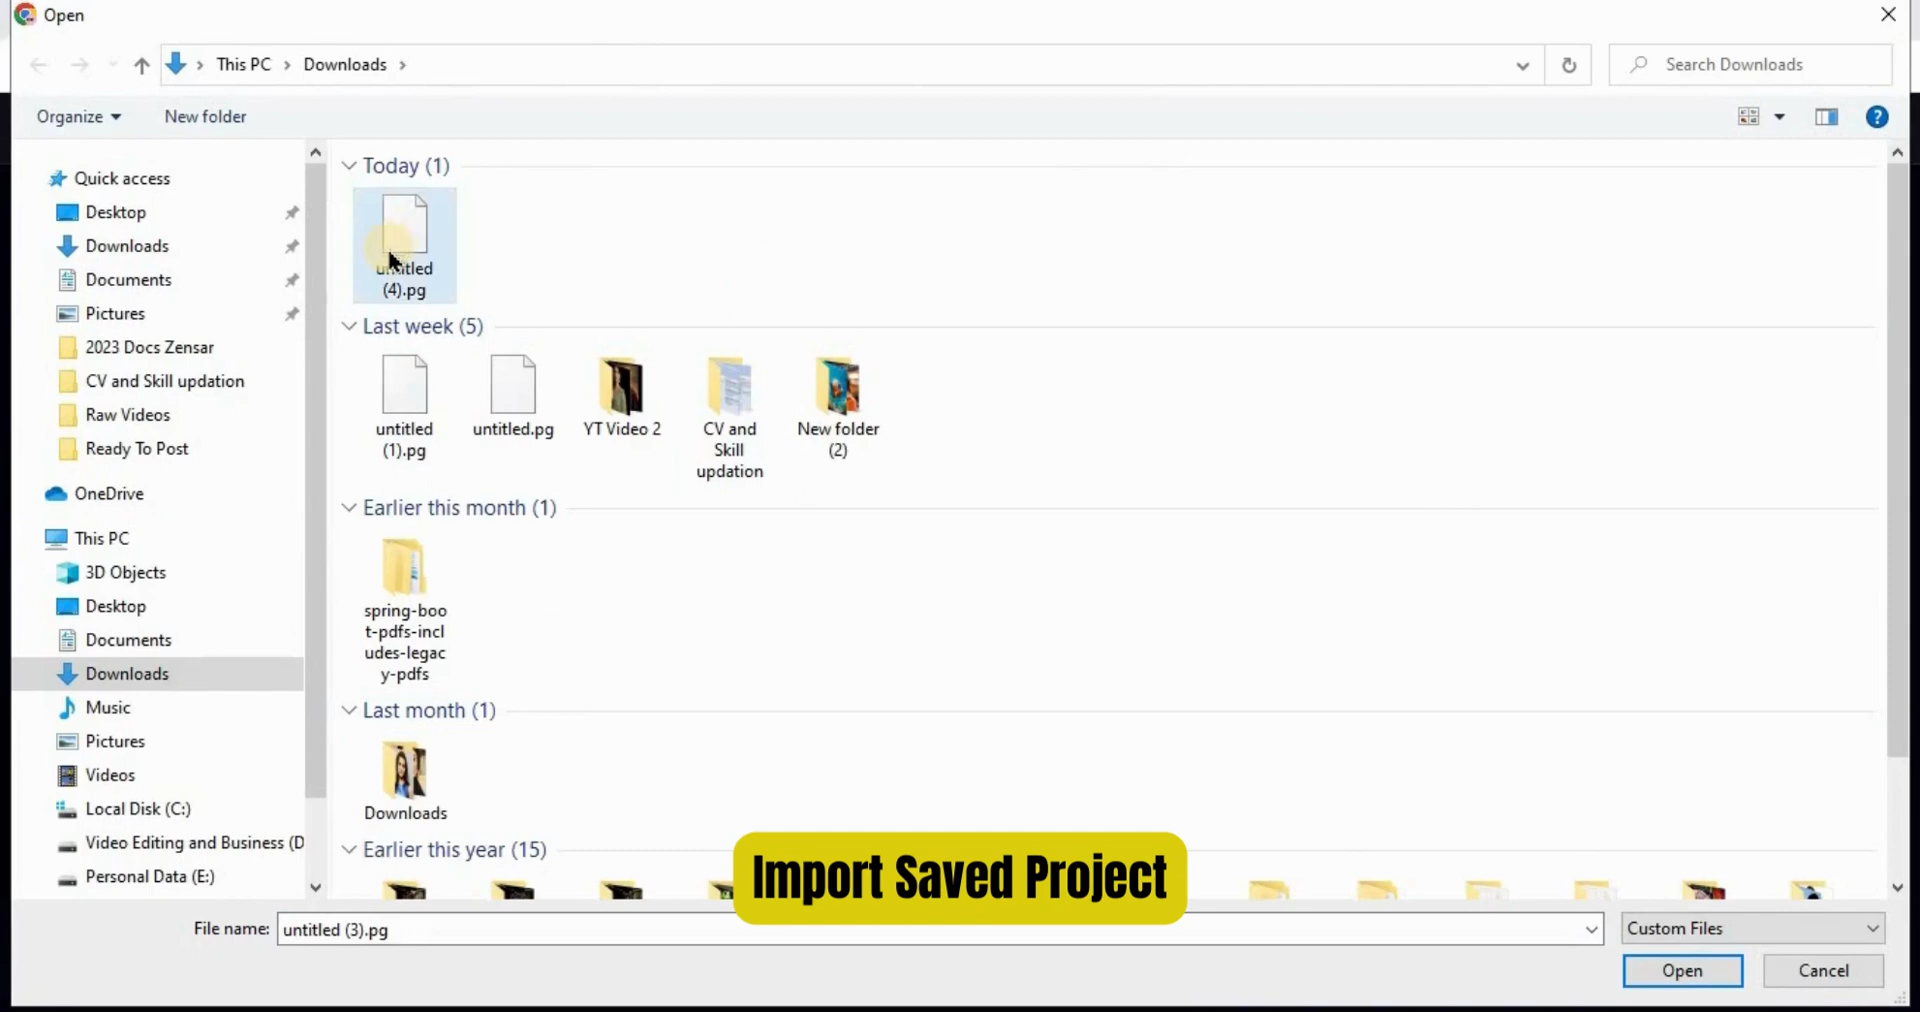 Open
This PC > Downloads >
Search Downloads
Organize
New folder
Quick access
Desktop
Downloads
Documents
Pictures
2023 Docs Zensar
CV and Skill updation
Raw Videos
Ready To Post
OneDrive
This PC
3D Objects
Desktop
Documents
Downloads
Music
Pictures
Videos
Local Disk (C:)
Video Editing and Business (D
Personal Data (E:)
Today (1)
untitled
(4).pg
Last week (5)
untitled
(1).pg
untitled.pg
YT Video 2
CV and
Skill
updation
New folder
(2)
Earlier this month (1)
spring-boo
t-pdfs-incl
udes-legac
y-pdfs
Last month (1)
Downloads
Earlier this year (15)
Import Saved Project
File name:
untitled (3).pg
Custom Files
Open
Cancel